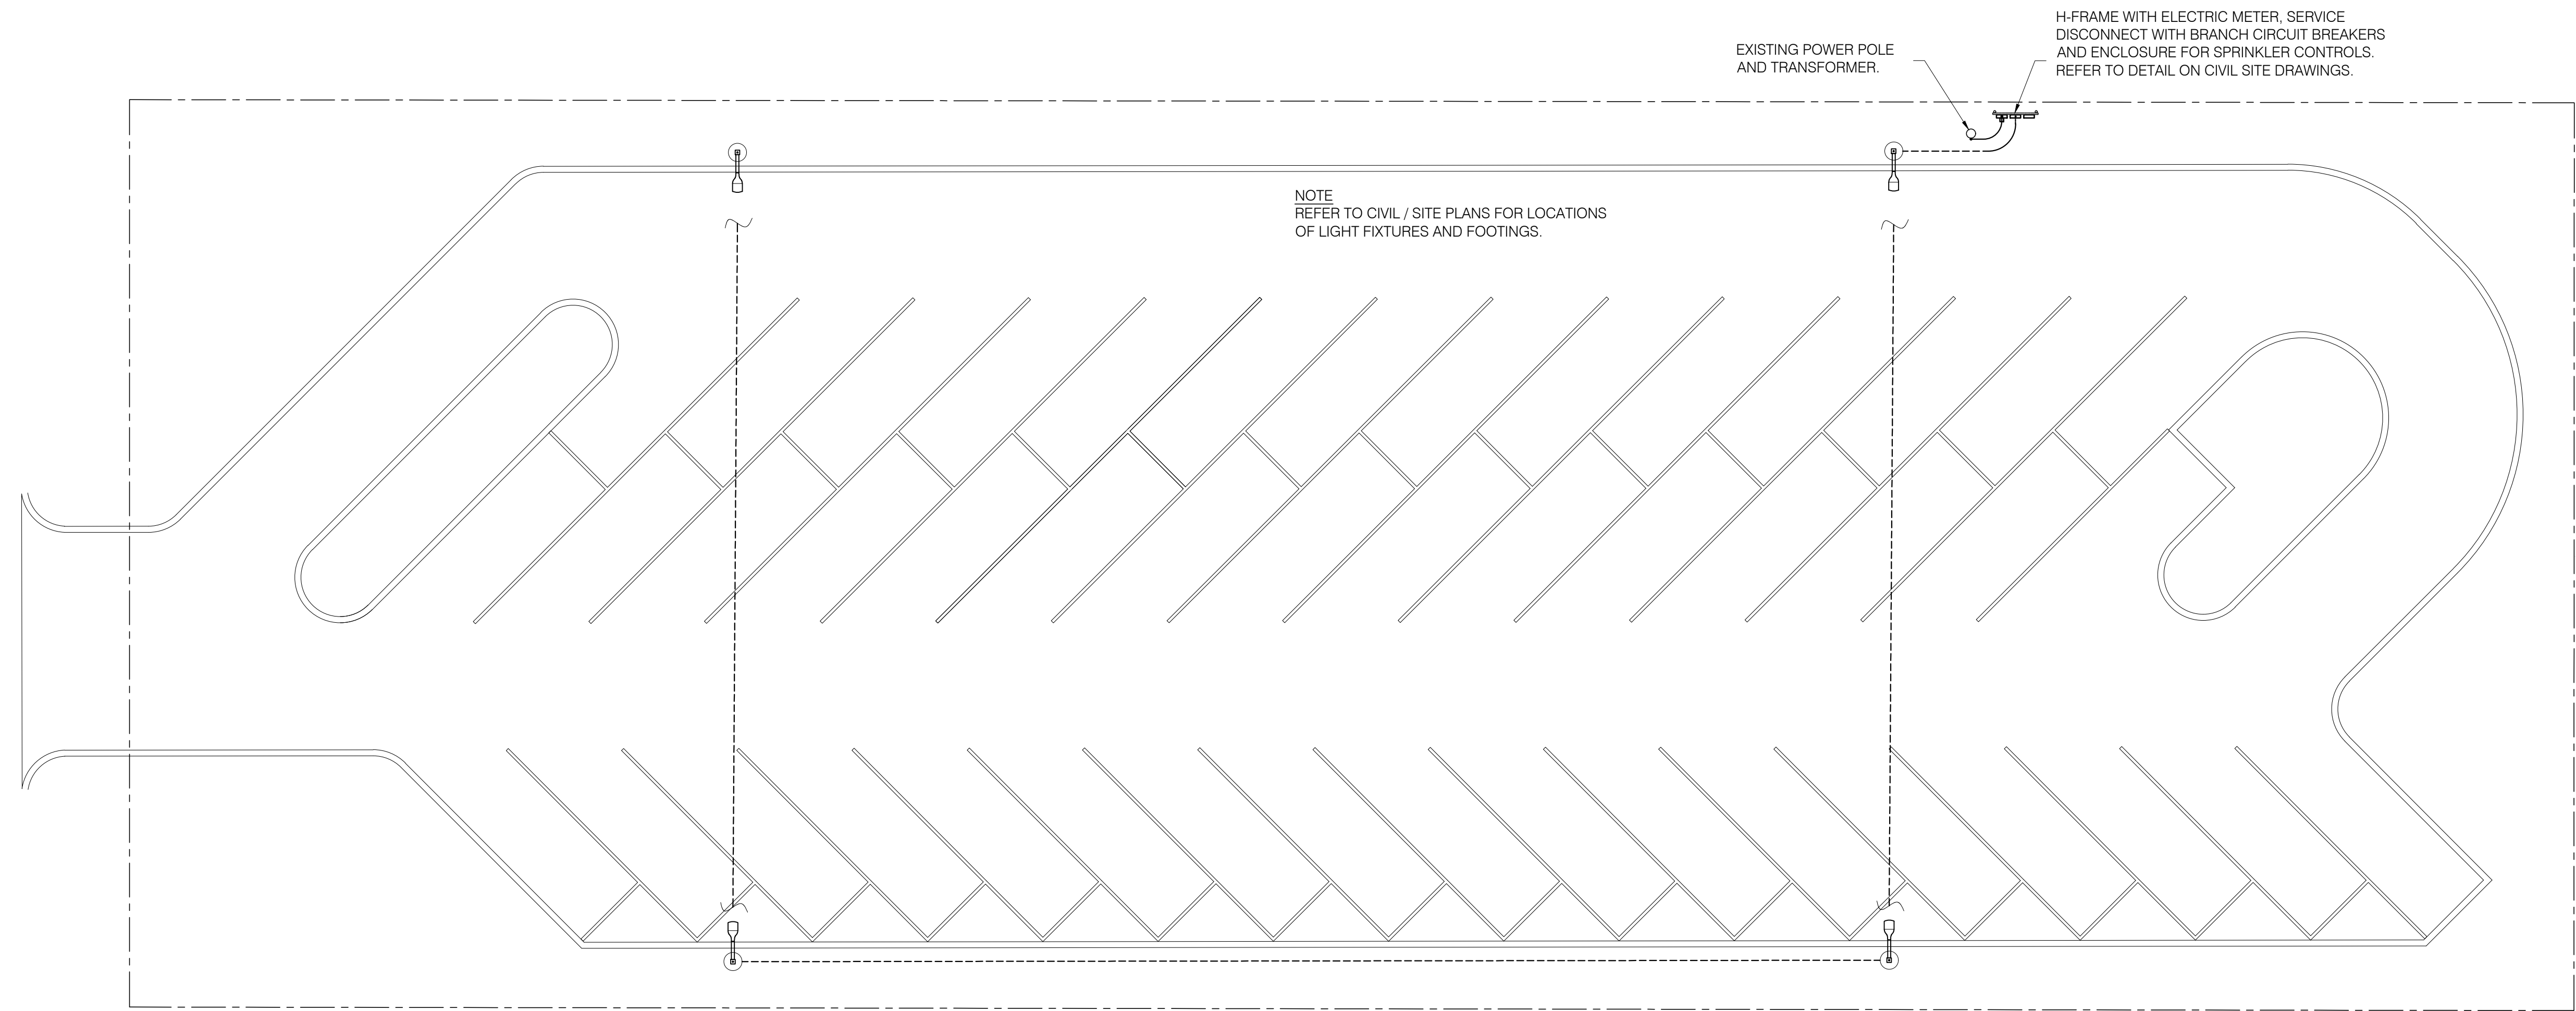 H-FRAME WITH ELECTRIC METER, SERVICE
DISCONNECT WITH BRANCH CIRCUIT BREAKERS
AND ENCLOSURE FOR SPRINKLER CONTROLS.
REFER TO DETAIL ON CIVIL SITE DRAWINGS.
EXISTING POWER POLE
AND TRANSFORMER.
NOTE
REFER TO CIVIL / SITE PLANS FOR LOCATIONS
OF LIGHT FIXTURES AND FOOTINGS.